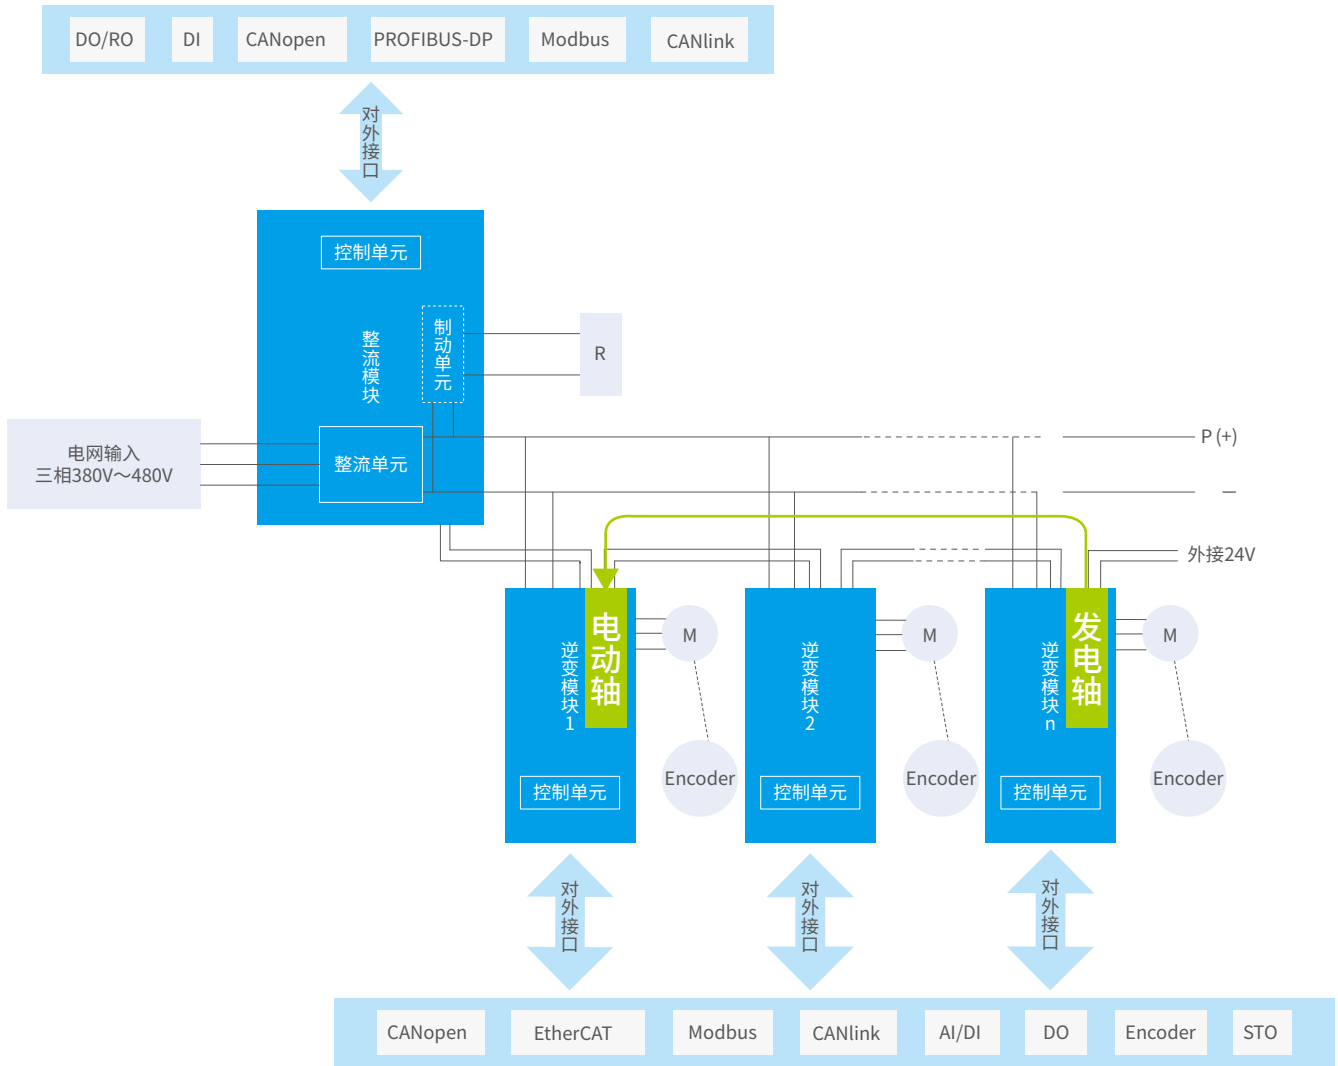 DO/RO
DI
CANopen
PROFIBUS-DP
Modbus
CANlink
对外接口
控制单元
制动单元
整流模块
R
电网输入
三相380V～480V
整流单元
P (+)
—
外接24V
逆变模块1
电动轴
M
Encoder
控制单元
逆变模块2
M
Encoder
控制单元
逆变模块n
发电轴
M
Encoder
控制单元
对外接口
对外接口
对外接口
CANopen
EtherCAT
Modbus
CANlink
AI/DI
DO
Encoder
STO